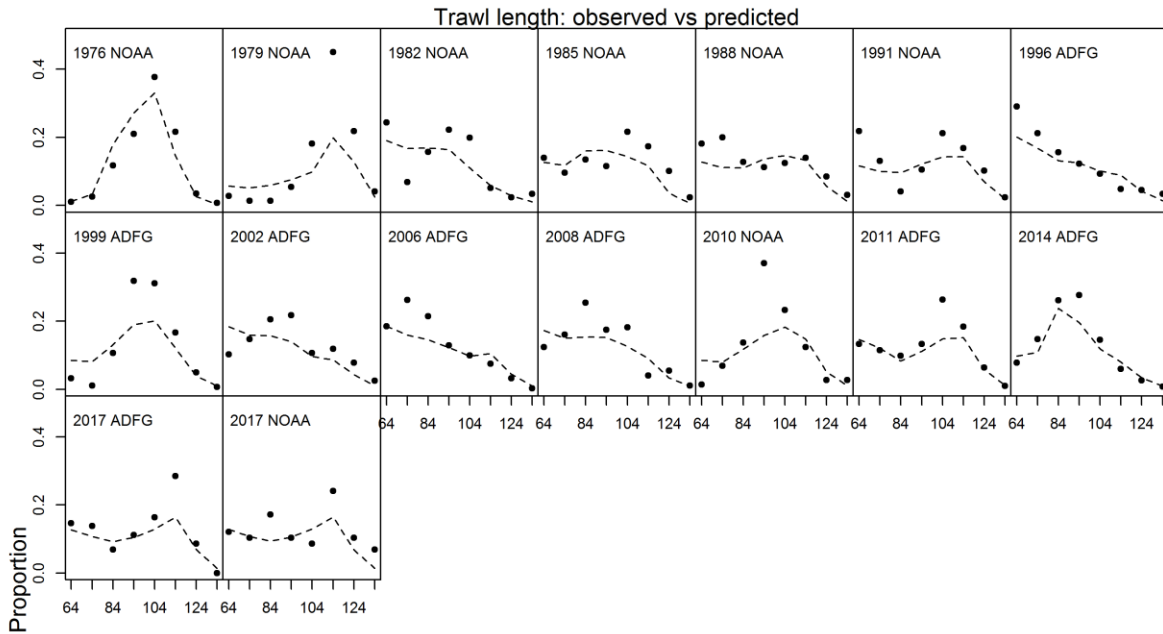 Trawl length: observed vs predicted
1976 NOAA 1979 NOAA 1982 NOAA 1985 NOAA 1988 NOAA 1991 NOAA 1996 ADFG
0.4
0.2
0.0
1999 ADFG 2002 ADFG 2006 ADFG 2008 ADFG 2010 NOAA 2011 ADFG 2014 ADFG
0.4
0.2
0.0
2017 ADFG 2017 NOAA
64 84 104 124 64 84 104 124 64 84 104 124 64 84 104 124 64 84 104 124
0.4
0.2
0.0
64 84 104 124 64 84 104 124
Proportion